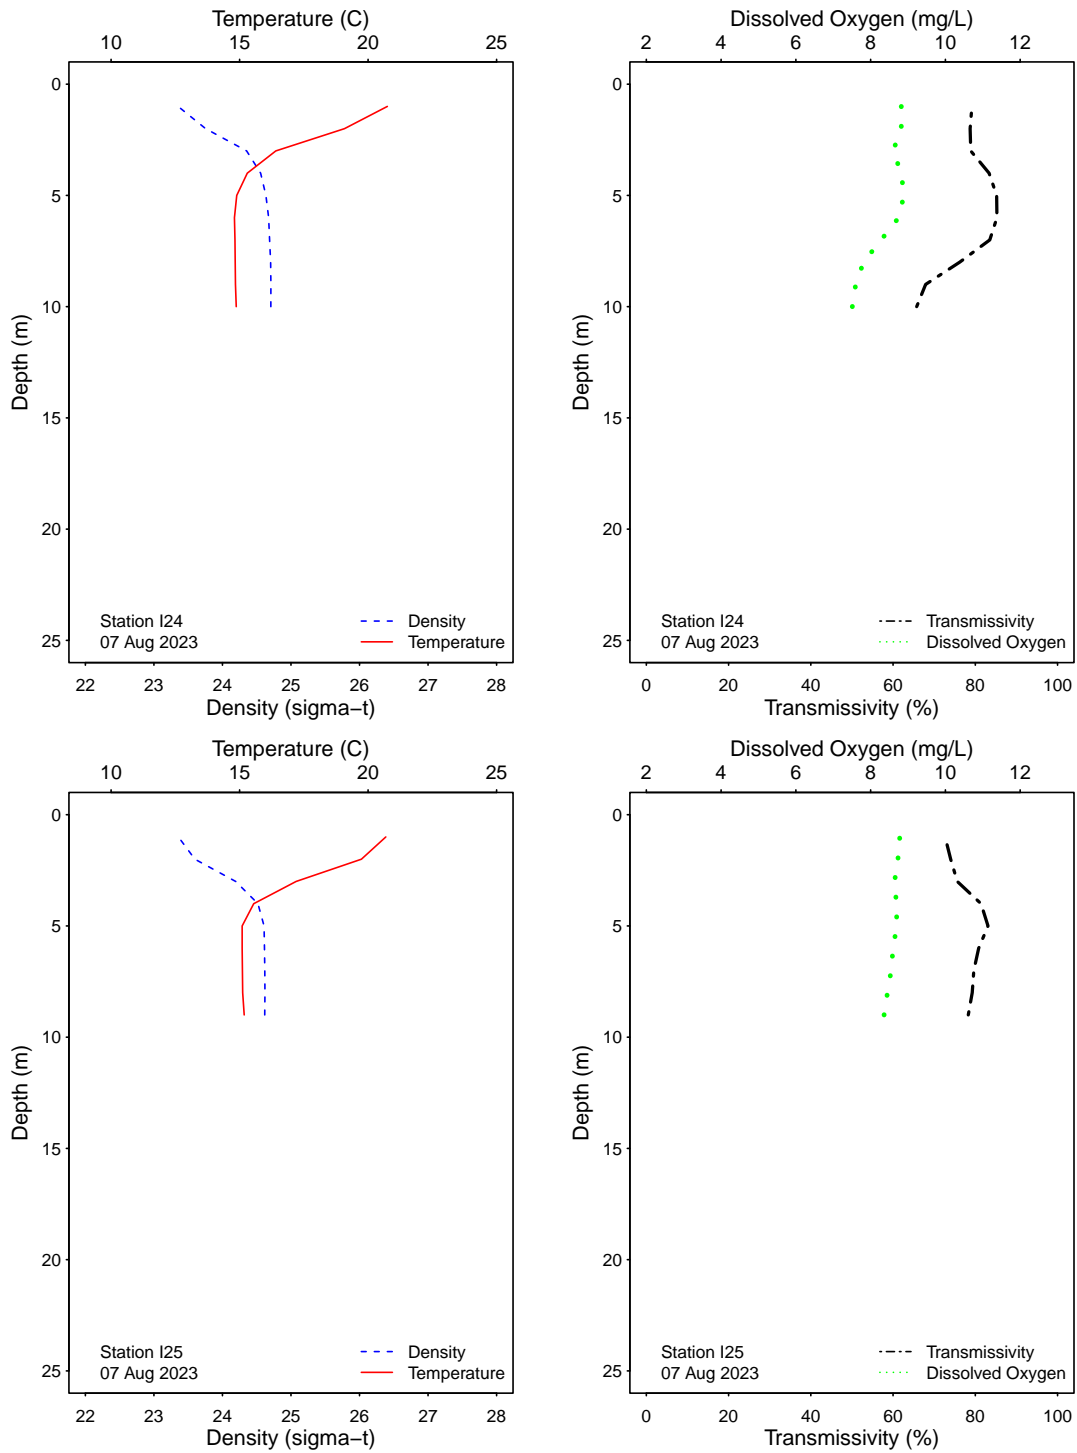 Temperature (C)
10 15 20 25
0
5
10
15
20
25
Depth (m)
Station I24
07 Aug 2023
Density
Temperature
22 23 24 25 26 27 28
Density (sigma−t)
Dissolved Oxygen (mg/L)
2 4 6 8 10 12
0
5
10
15
20
25
Depth (m)
Station I24
07 Aug 2023
Transmissivity
Dissolved Oxygen
0 20 40 60 80 100
Transmissivity (%)
Temperature (C)
10 15 20 25
0
5
10
15
20
25
Depth (m)
Station I25
07 Aug 2023
Density
Temperature
22 23 24 25 26 27 28
Density (sigma−t)
Dissolved Oxygen (mg/L)
2 4 6 8 10 12
0
5
10
15
20
25
Depth (m)
Station I25
07 Aug 2023
Transmissivity
Dissolved Oxygen
0 20 40 60 80 100
Transmissivity (%)